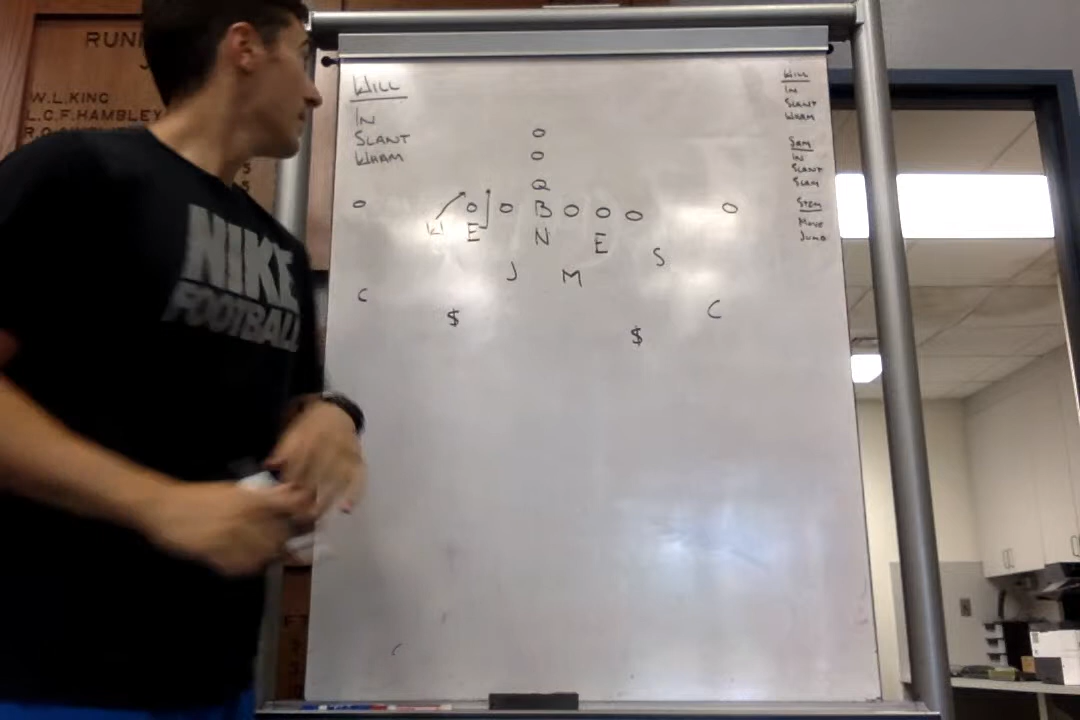 RUNN
W.L.KING
L.C.F.HAMBLEY
NIKE
FOOTBALL
WILL
IN
SLANT
WHAM
O
O
Q
O O O B O O O O
W E N E
S
J M
C C
$ $
WILL
IN
SLANT
WHAM
SAM
IN
SLANT
SLAM
STEM
MOVE
JUMP